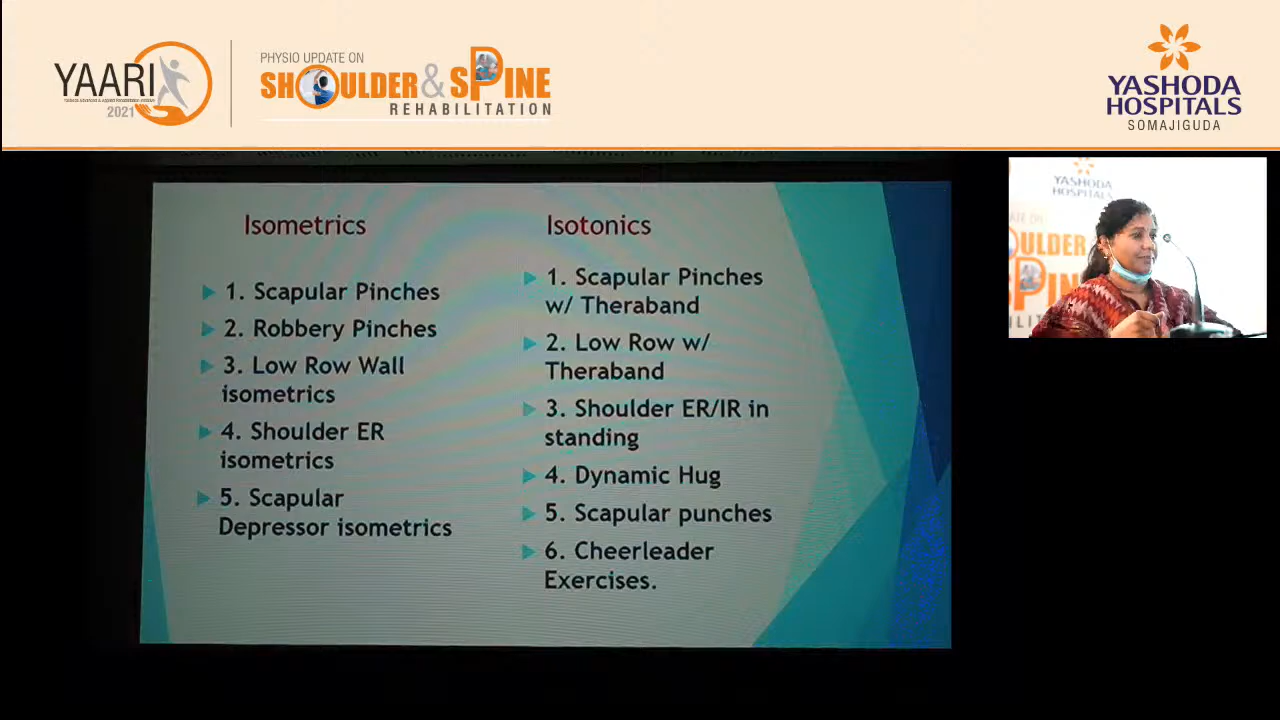 YAARI
2021
PHYSIO UPDATE ON
SHOULDER & SPINE
REHABILITATION
YASHODA
HOSPITALS
SOMAJIGUDA
Isometrics
1. Scapular Pinches
2. Robbery Pinches
3. Low Row Wall
isometrics
4. Shoulder ER
isometrics
5. Scapular
Depressor isometrics
Isotonics
1. Scapular Pinches
w/ Theraband
2. Low Row w/
Theraband
3. Shoulder ER/IR in
standing
4. Dynamic Hug
5. Scapular punches
6. Cheerleader
Exercises.
YASHODA
HOSPITALS